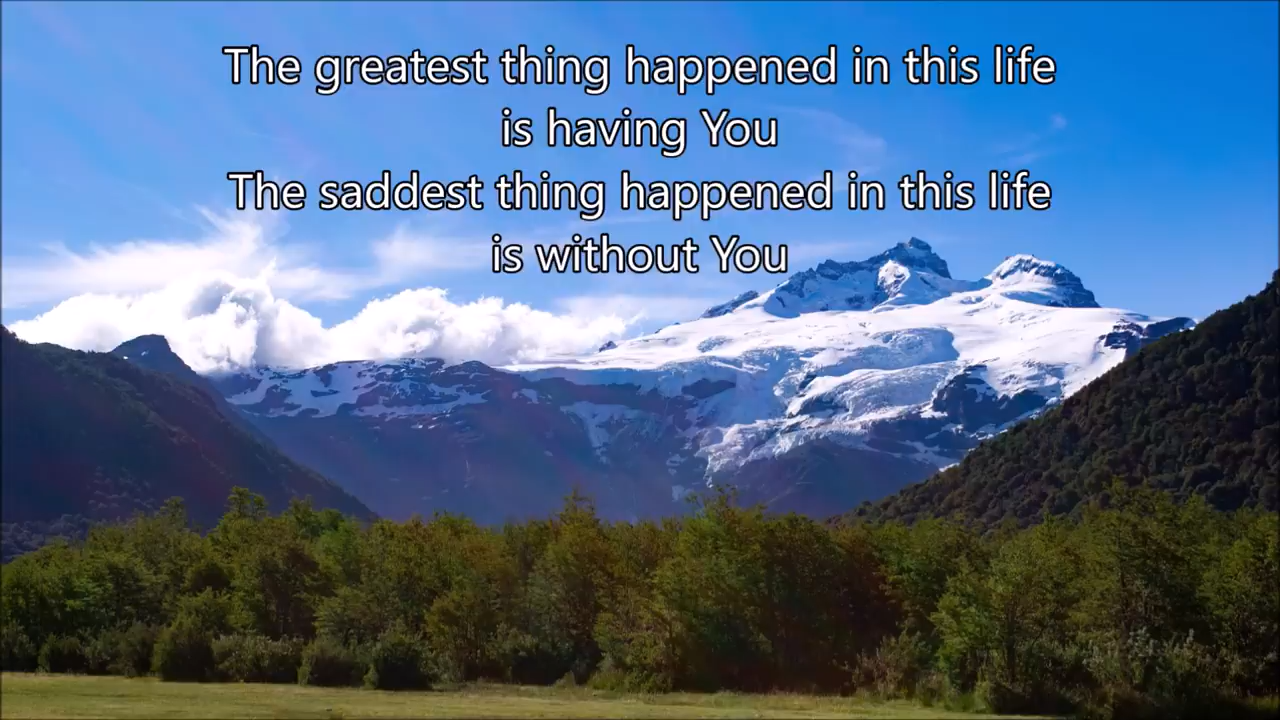 The greatest thing happened in this life
is having You
The saddest thing happened in this life
is without You